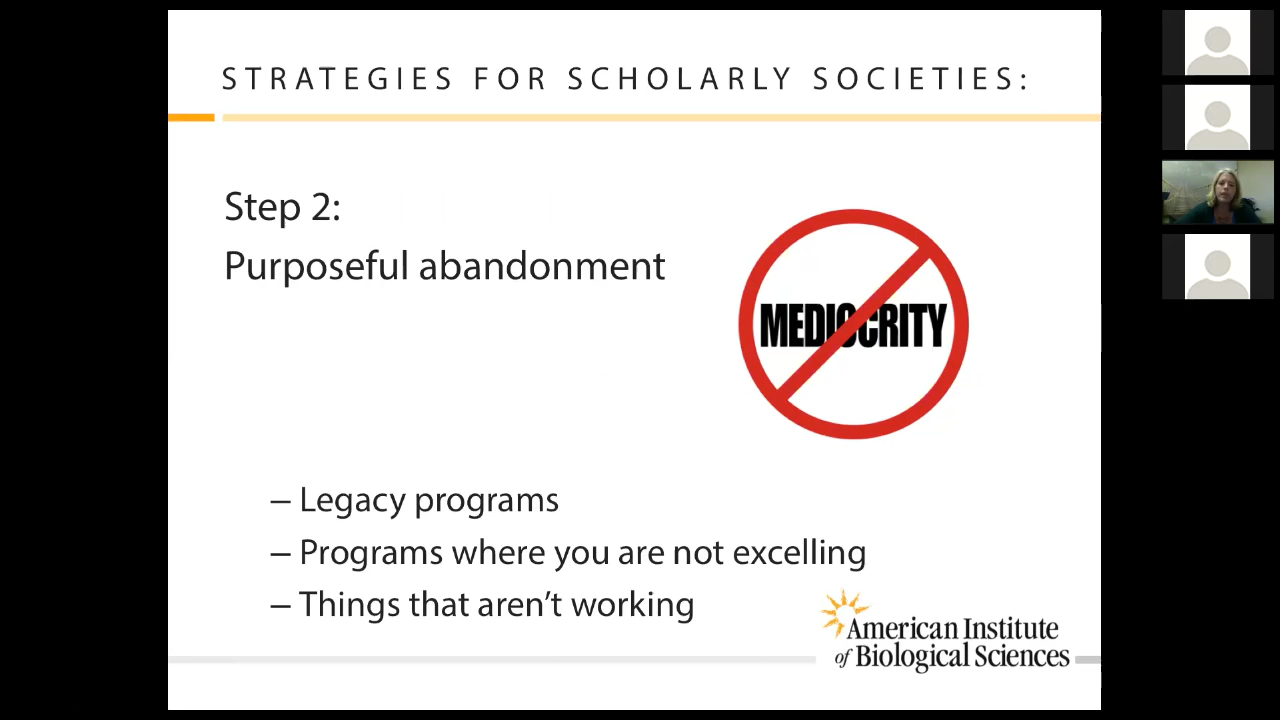 STRATEGIES FOR SCHOLARLY SOCIETIES:
Step 2:
Purposeful abandonment
MEDIOCRITY
– Legacy programs
– Programs where you are not excelling
– Things that aren’t working
American Institute
of Biological Sciences